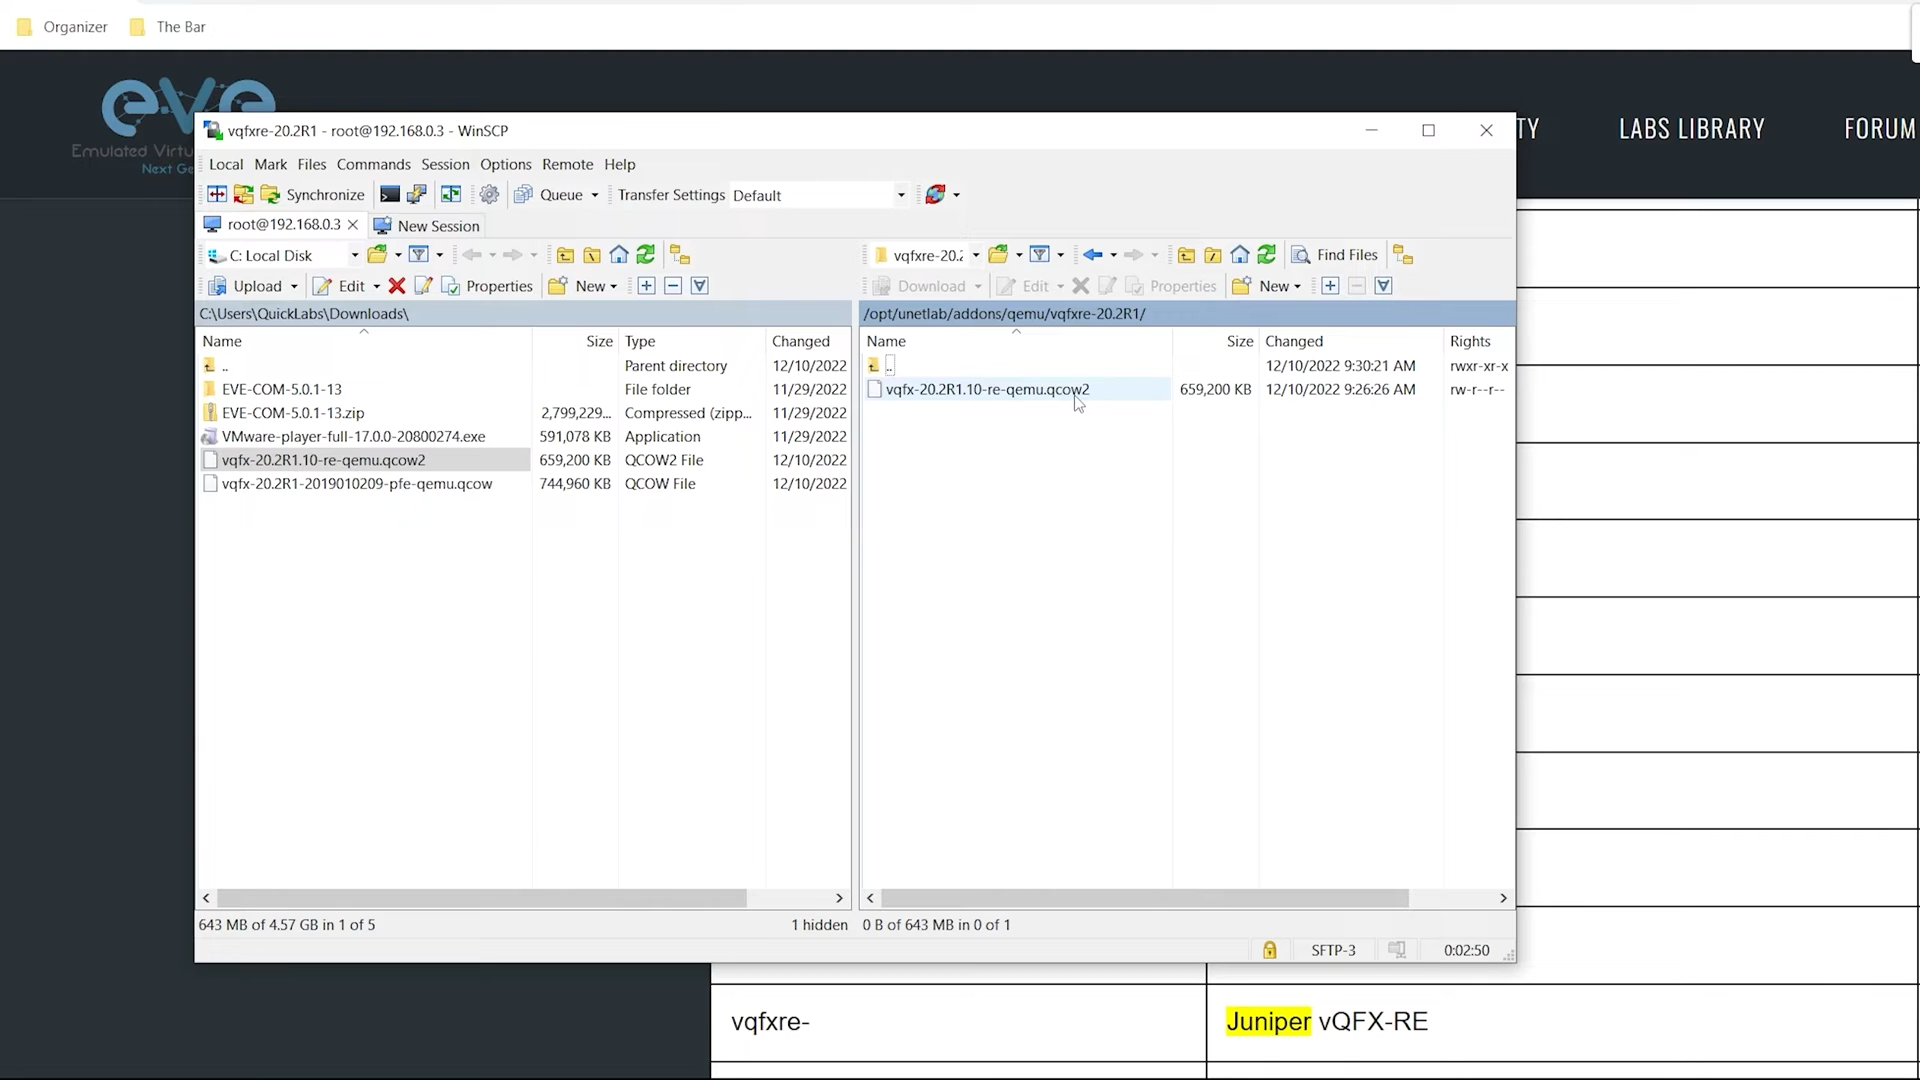 Organizer
The Bar
eve
Emulated Virtu
Next Ge
TY
LABS LIBRARY
FORUM
vqfxre-20.2R1 - root@192.168.0.3 - WinSCP
Local Mark Files Commands Session Options Remote Help
Synchronize Queue Transfer Settings Default
root@192.168.0.3 New Session
C: Local Disk
vqfxre-20.2 Find Files
Upload Edit Properties New
Download Edit Properties New
C:\Users\QuickLabs\Downloads\
/opt/unetlab/addons/qemu/vqfxre-20.2R1/
Name Size Type Changed
.. Parent directory 12/10/2022
EVE-COM-5.0.1-13 File folder 11/29/2022
EVE-COM-5.0.1-13.zip 2,799,229... Compressed (zipp... 11/29/2022
VMware-player-full-17.0.0-20800274.exe 591,078 KB Application 11/29/2022
vqfx-20.2R1.10-re-qemu.qcow2 659,200 KB QCOW2 File 12/10/2022
vqfx-20.2R1-2019010209-pfe-qemu.qcow 744,960 KB QCOW File 12/10/2022
Name Size Changed Rights
.. 12/10/2022 9:30:21 AM rwxr-xr-x
vqfx-20.2R1.10-re-qemu.qcow2 659,200 KB 12/10/2022 9:26:26 AM rw-r--r--
643 MB of 4.57 GB in 1 of 5 1 hidden
0 B of 643 MB in 0 of 1
SFTP-3 0:02:50
vqfxre- Juniper vQFX-RE